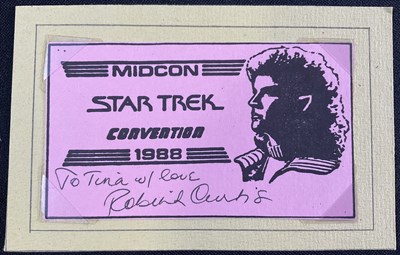 MIDCON
STAR TREK
CONVENTION
1988
To Tina w/ love
Robin Curtis